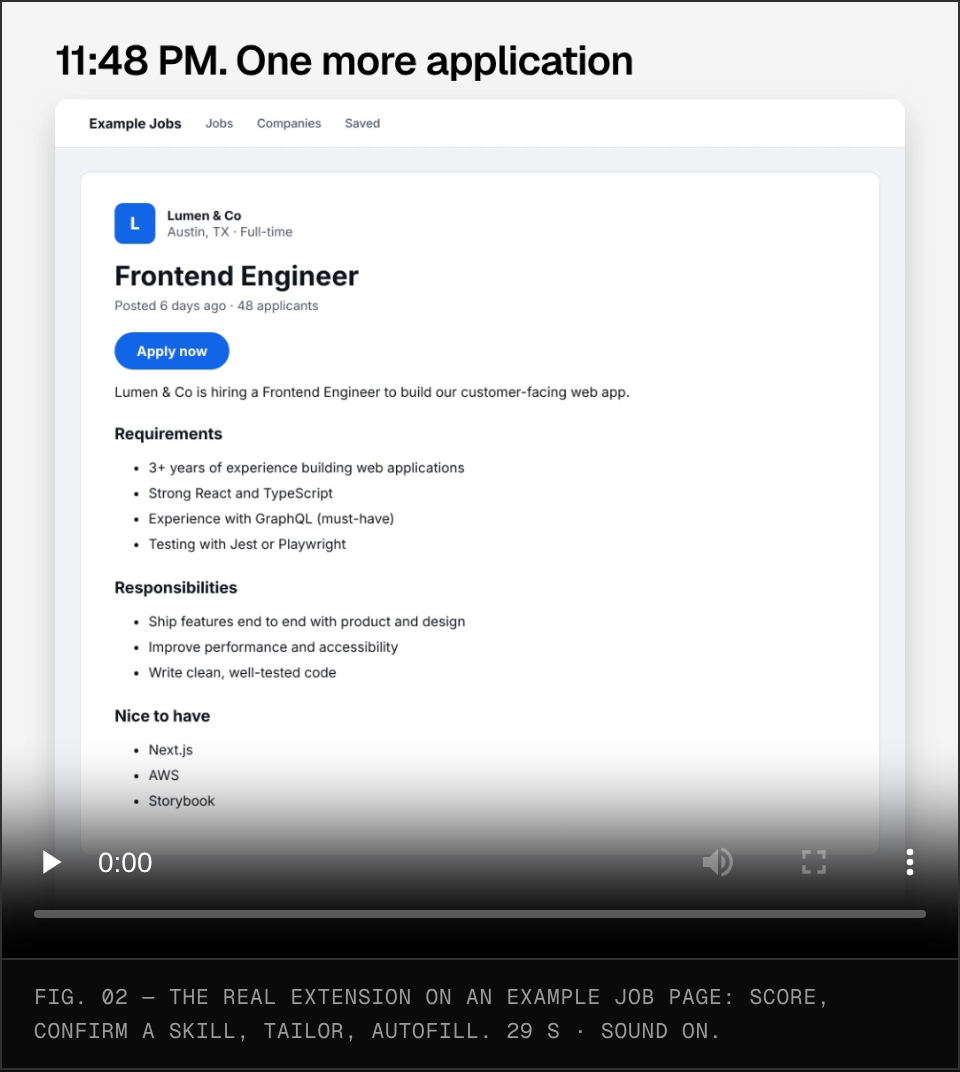 11:48 PM. One more application
Example Jobs Jobs Companies Saved
L
Lumen & Co
Austin, TX · Full-time
Frontend Engineer
Posted 6 days ago · 48 applicants
Apply now
Lumen & Co is hiring a Frontend Engineer to build our customer-facing web app.
Requirements
• 3+ years of experience building web applications
• Strong React and TypeScript
• Experience with GraphQL (must-have)
• Testing with Jest or Playwright
Responsibilities
• Ship features end to end with product and design
• Improve performance and accessibility
• Write clean, well-tested code
Nice to have
• Next.js
• AWS
• Storybook
0:00
FIG. 02 — THE REAL EXTENSION ON AN EXAMPLE JOB PAGE: SCORE,
CONFIRM A SKILL, TAILOR, AUTOFILL. 29 S · SOUND ON.